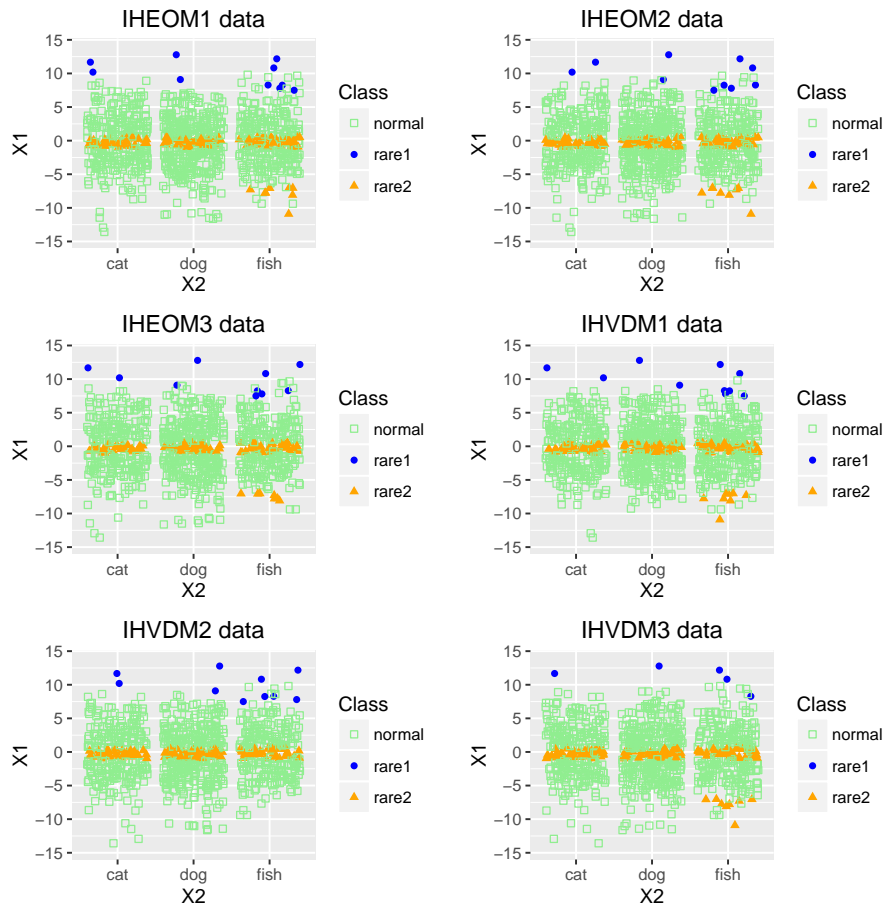 IHEOM1 data
15
10
5
0
−5
−10
−15
X1
cat dog fish
X2
Class
normal
rare1
rare2
IHEOM2 data
15
10
5
0
−5
−10
−15
X1
cat dog fish
X2
Class
normal
rare1
rare2
IHEOM3 data
15
10
5
0
−5
−10
−15
X1
cat dog fish
X2
Class
normal
rare1
rare2
IHVDM1 data
15
10
5
0
−5
−10
−15
X1
cat dog fish
X2
Class
normal
rare1
rare2
IHVDM2 data
15
10
5
0
−5
−10
−15
X1
cat dog fish
X2
Class
normal
rare1
rare2
IHVDM3 data
15
10
5
0
−5
−10
−15
X1
cat dog fish
X2
Class
normal
rare1
rare2